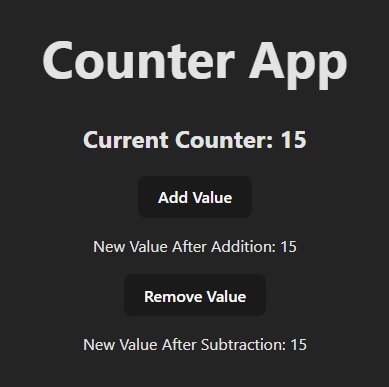 Counter App
Current Counter: 15
Add Value
New Value After Addition: 15
Remove Value
New Value After Subtraction: 15